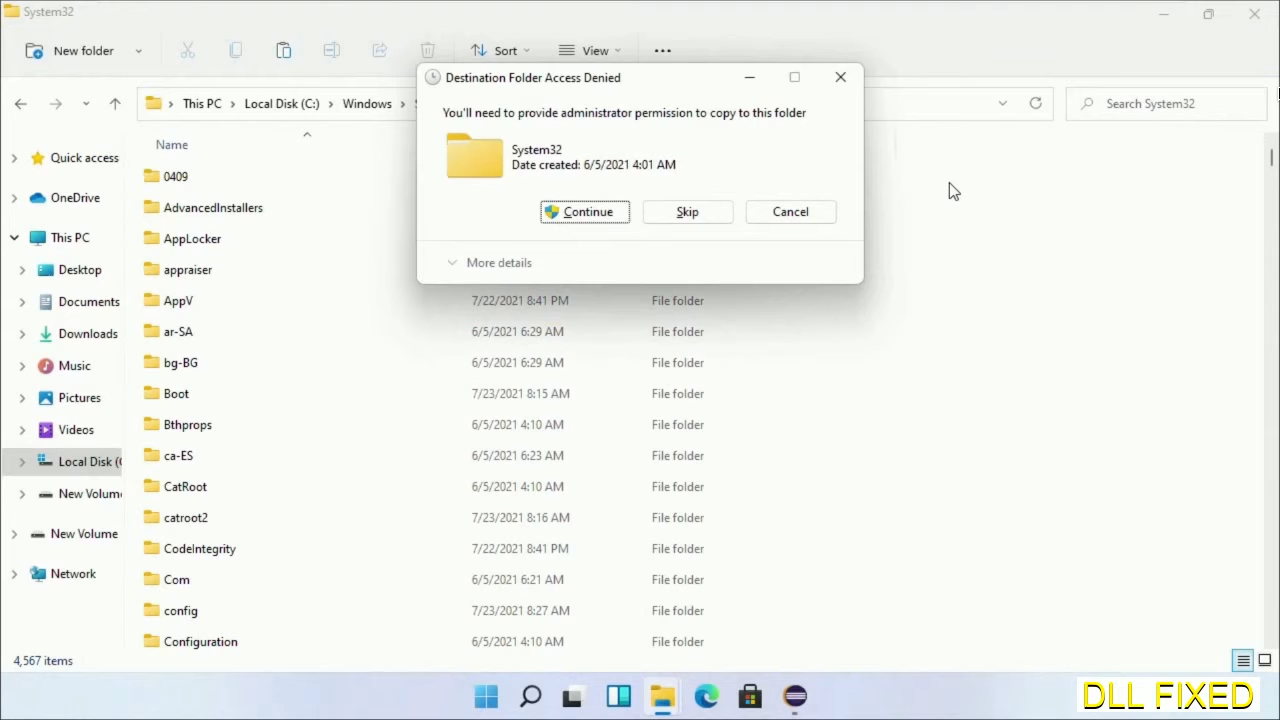 System32
New folder
Sort
View
Destination Folder Access Denied
You'll need to provide administrator permission to copy to this folder
System32
Date created: 6/5/2021 4:01 AM
Continue
Skip
Cancel
More details
This PC
Local Disk (C:)
Windows
Search System32
Name
Quick access
OneDrive
This PC
Desktop
Documents
Downloads
Music
Pictures
Videos
Local Disk (
New Volum
New Volume
Network
0409
AdvancedInstallers
AppLocker
appraiser
AppV 7/22/2021 8:41 PM File folder
ar-SA 6/5/2021 6:29 AM File folder
bg-BG 6/5/2021 6:29 AM File folder
Boot 7/23/2021 8:15 AM File folder
Bthprops 6/5/2021 4:10 AM File folder
ca-ES 6/5/2021 6:23 AM File folder
CatRoot 6/5/2021 4:10 AM File folder
catroot2 7/23/2021 8:16 AM File folder
CodeIntegrity 7/22/2021 8:41 PM File folder
Com 6/5/2021 6:21 AM File folder
config 7/23/2021 8:27 AM File folder
Configuration 6/5/2021 4:10 AM File folder
4,567 items
DLL FIXED